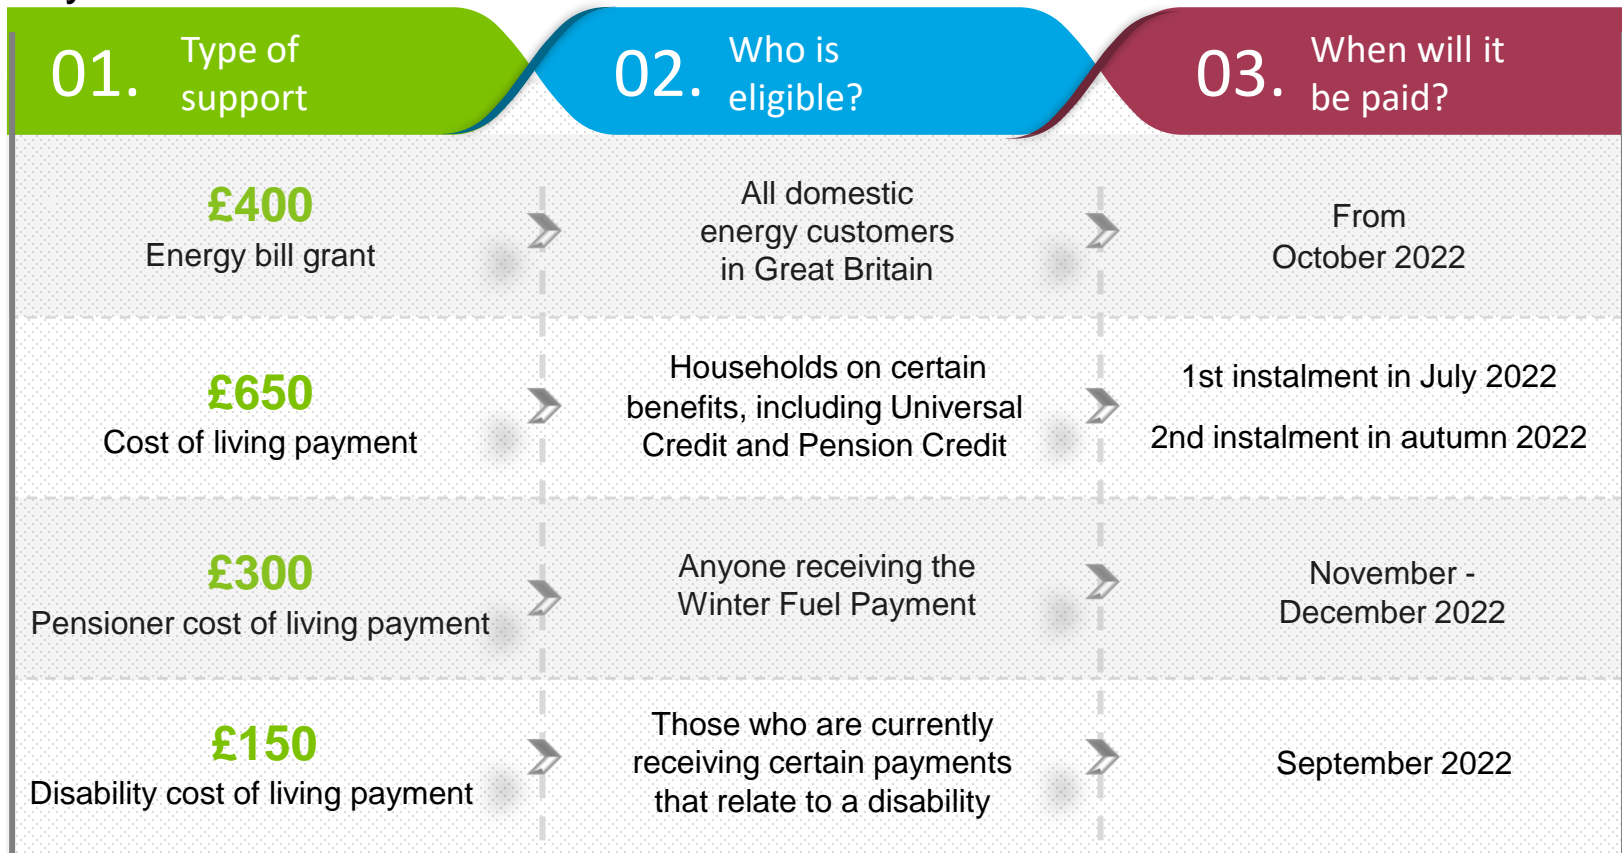 01. Type of
support
02. Who is
eligible?
03. When will it
be paid?
£400
Energy bill grant
All domestic
energy customers
in Great Britain
From
October 2022
£650
Cost of living payment
Households on certain
benefits, including Universal
Credit and Pension Credit
1st instalment in July 2022
2nd instalment in autumn 2022
£300
Pensioner cost of living payment
Anyone receiving the
Winter Fuel Payment
November -
December 2022
£150
Disability cost of living payment
Those who are currently
receiving certain payments
that relate to a disability
September 2022